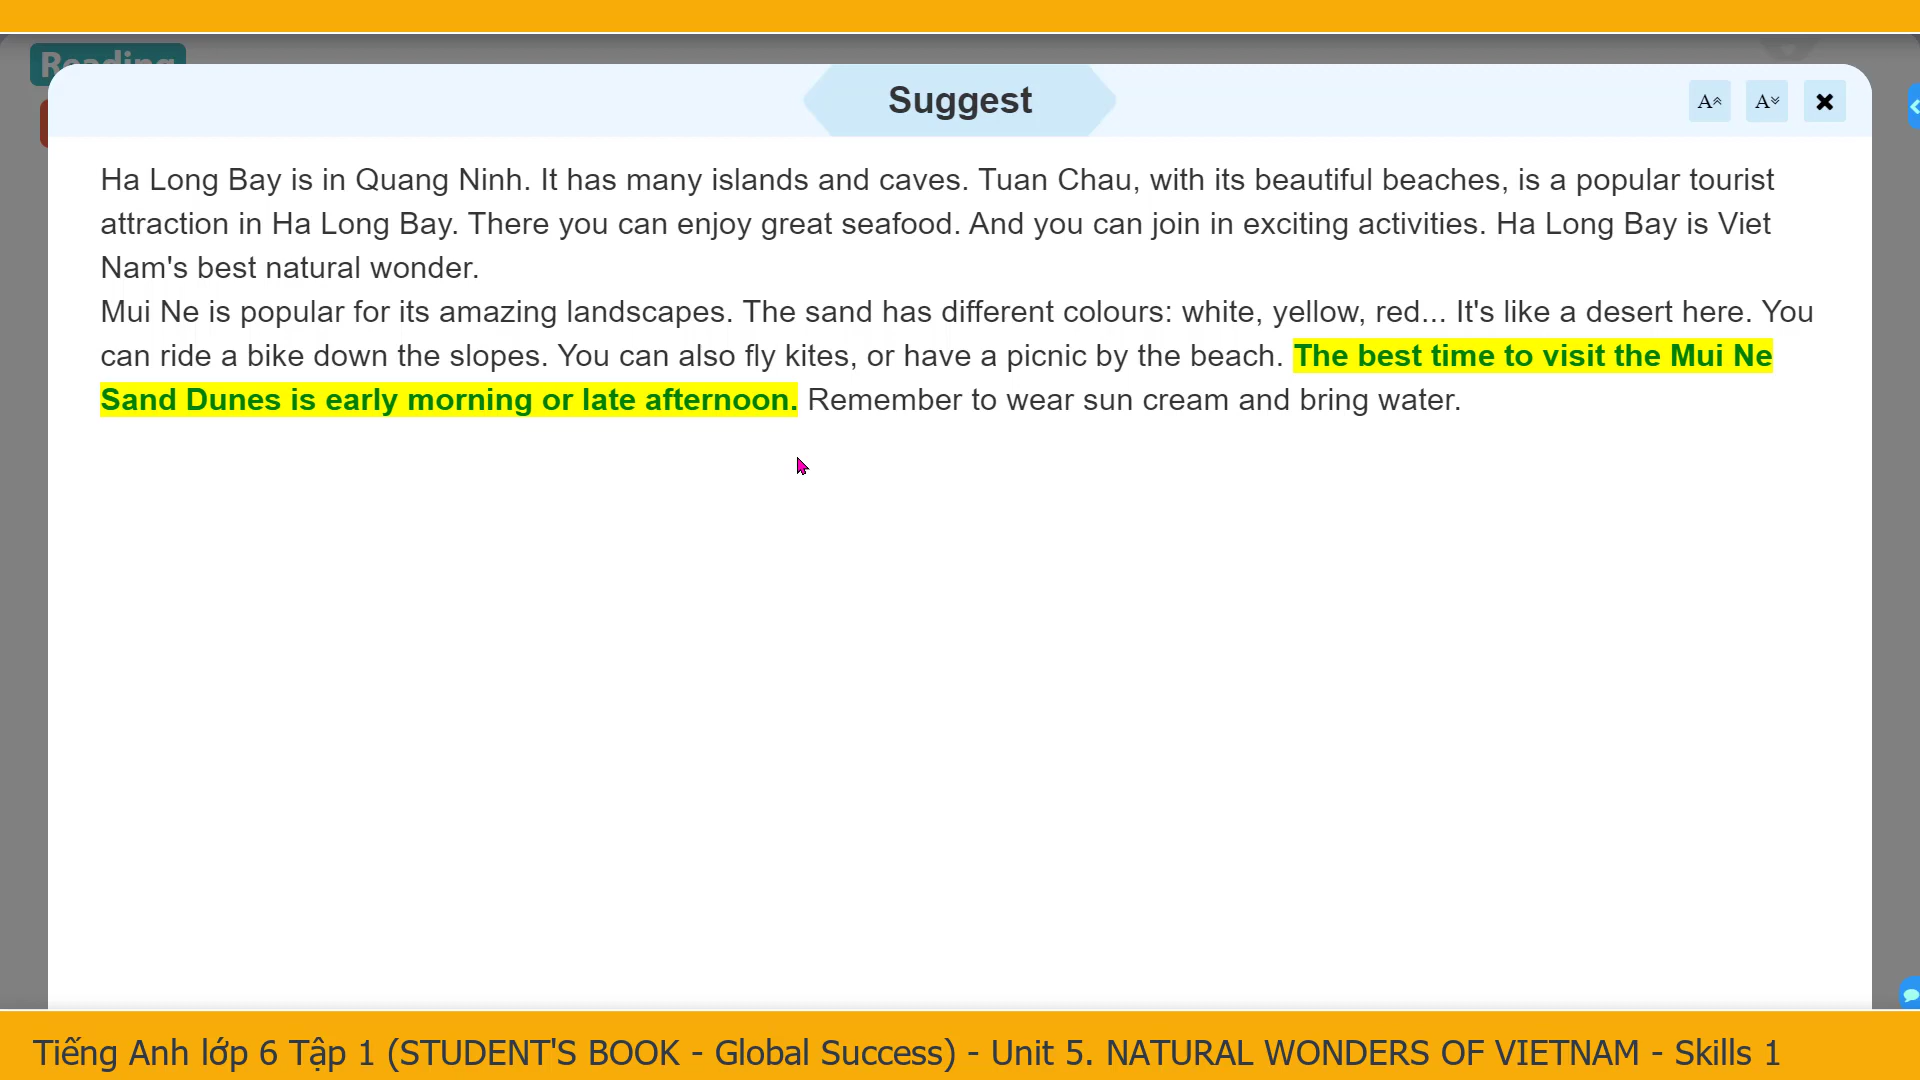 Reading
Suggest
A A
Ha Long Bay is in Quang Ninh. It has many islands and caves. Tuan Chau, with its beautiful beaches, is a popular tourist
attraction in Ha Long Bay. There you can enjoy great seafood. And you can join in exciting activities. Ha Long Bay is Viet
Nam's best natural wonder.
Mui Ne is popular for its amazing landscapes. The sand has different colours: white, yellow, red... It's like a desert here. You
can ride a bike down the slopes. You can also fly kites, or have a picnic by the beach. The best time to visit the Mui Ne
Sand Dunes is early morning or late afternoon. Remember to wear sun cream and bring water.
Tiếng Anh lớp 6 Tập 1 (STUDENT'S BOOK - Global Success) - Unit 5. NATURAL WONDERS OF VIETNAM - Skills 1